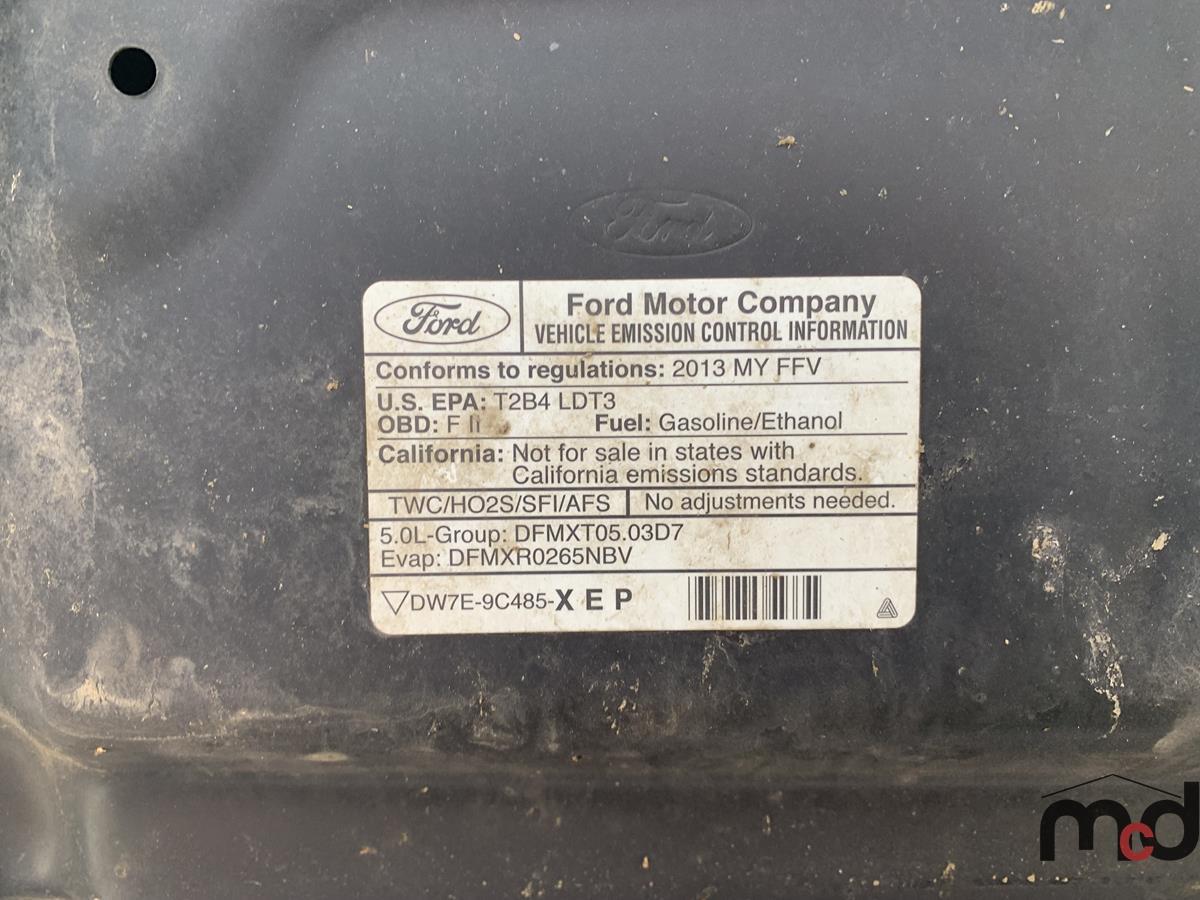 Ford
Ford
Ford Motor Company
VEHICLE EMISSION CONTROL INFORMATION
Conforms to regulations: 2013 MY FFV
U.S. EPA: T2B4 LDT3
OBD: F II Fuel: Gasoline/Ethanol
California: Not for sale in states with
California emissions standards.
TWC/HO2S/SFI/AFS No adjustments needed.
5.0L-Group: DFMXT05.03D7
Evap: DFMXR0265NBV
DW7E-9C485-X E P
mcd